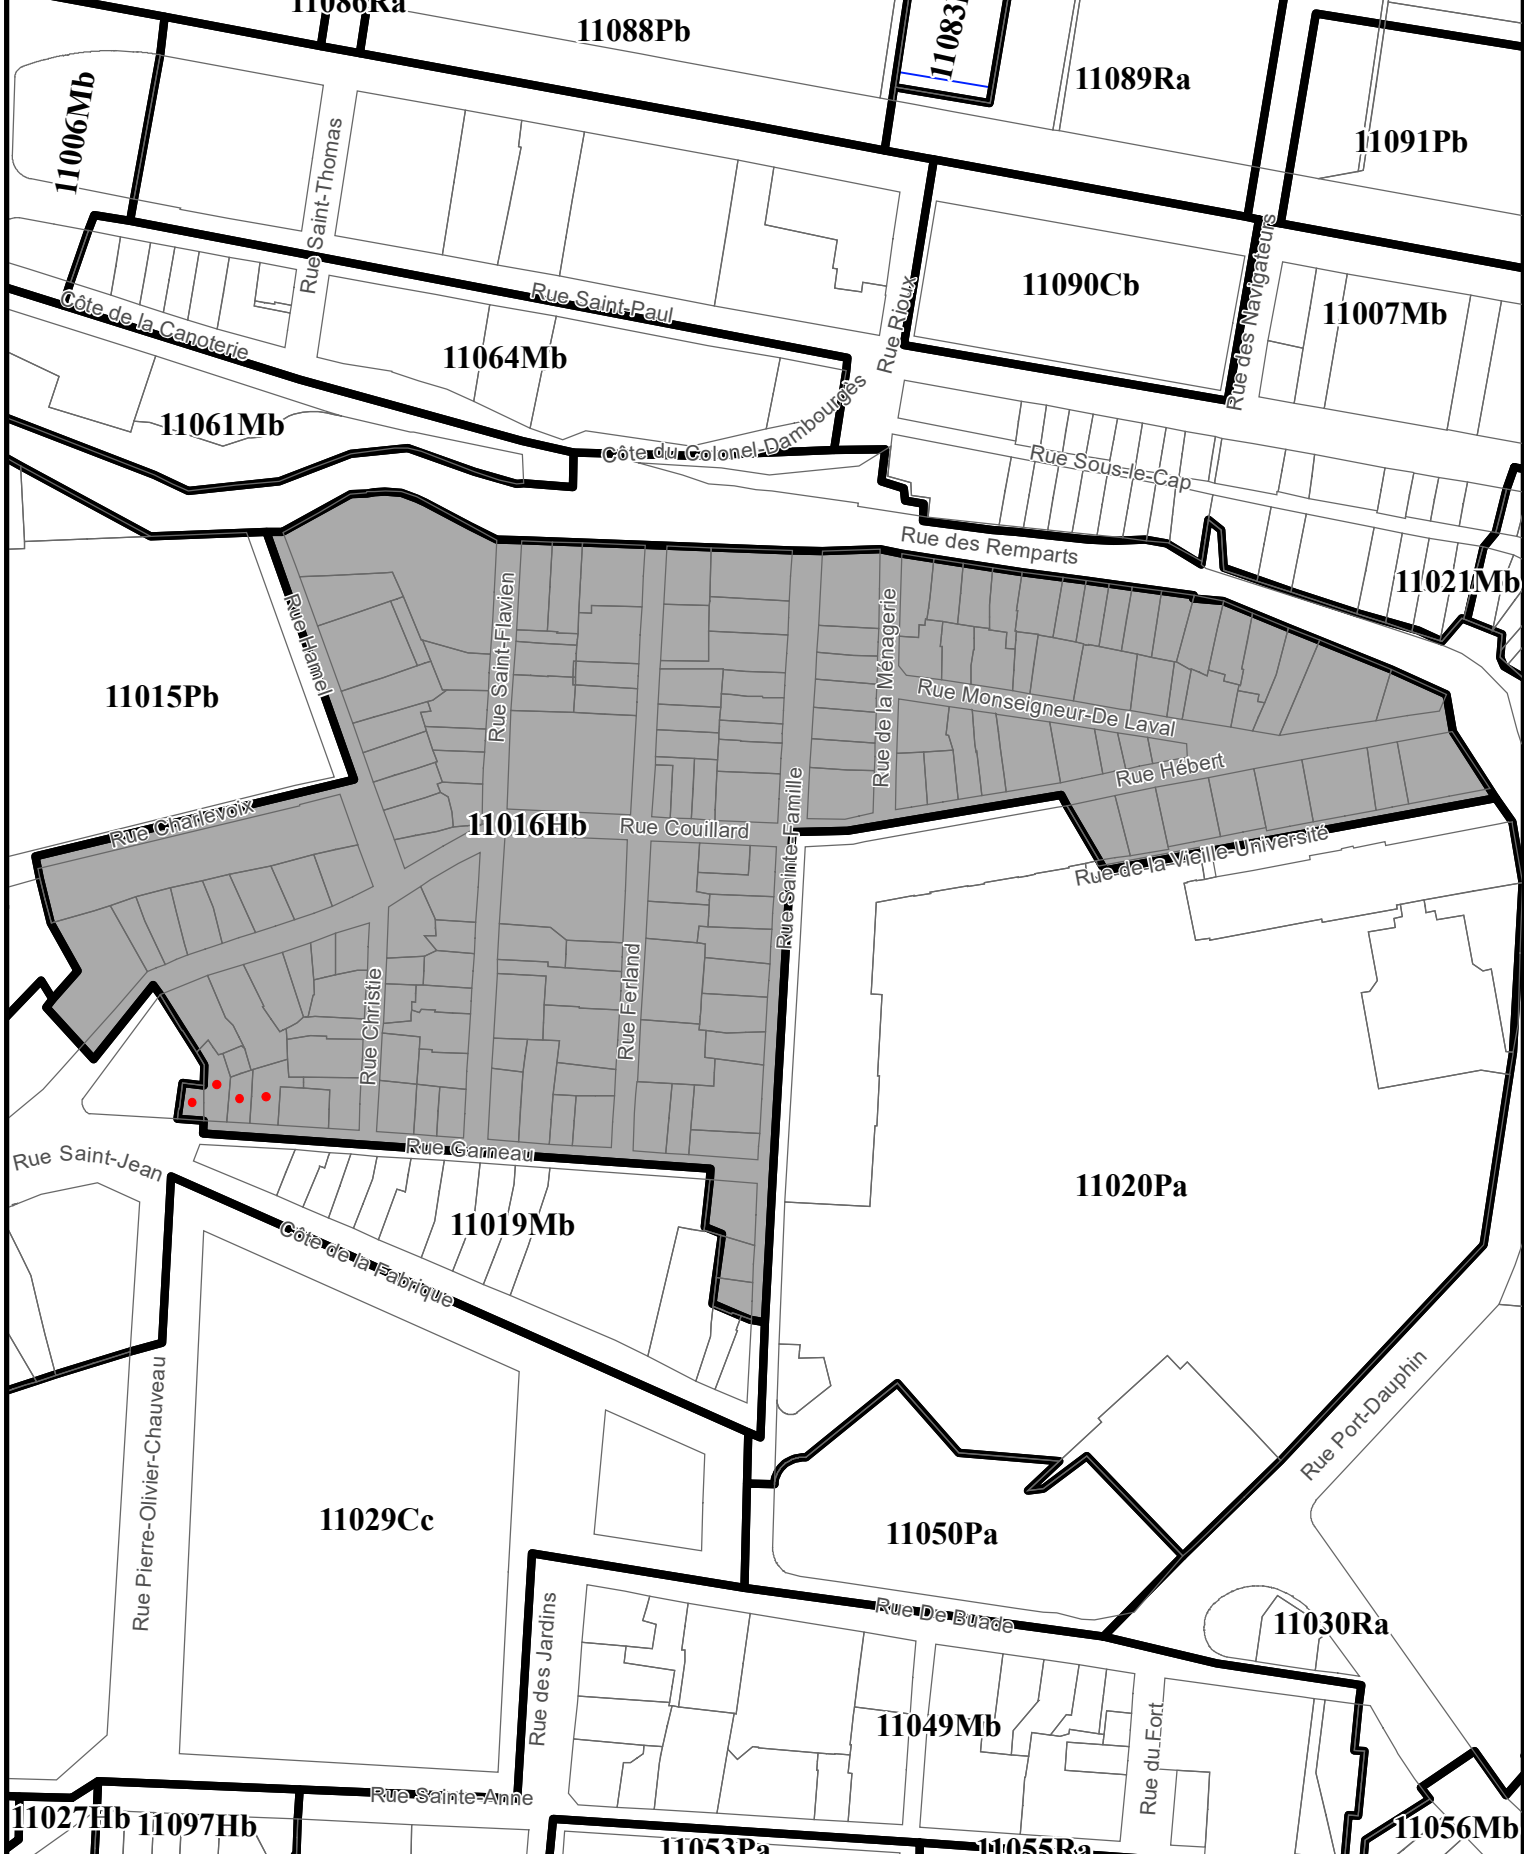 11086Ra
11088Pb
11089Ra
11091Pb
11006Mb
Rue Saint-Thomas
Rue Saint-Paul
Rue Rioux
11090Cb
Rue des Navigateurs
11007Mb
Côte de la Canoterie
11064Mb
11061Mb
Côte du Colonel Dambourgès
Rue Sous-le-Cap
Rue des Remparts
11021Mb
Rue Hamel
Rue Saint-Flavien
Rue de la Ménagerie
11015Pb
Rue Monseigneur-De Laval
Rue Hébert
Rue Charlevoix
11016Hb
Rue Couillard
Rue Sainte-Famille
Rue de la Vieille-Université
Rue Christie
Rue Ferland
Rue Garneau
Rue Saint-Jean
11020Pa
11019Mb
Côte de la Fabrique
Rue Pierre-Olivier-Chauveau
Rue Port-Dauphin
11029Cc
11050Pa
Rue De Buade
11030Ra
Rue des Jardins
11049Mb
Rue du Fort
Rue Sainte-Anne
11027Hb
11097Hb
11053Pa
11055Ra
11056Mb